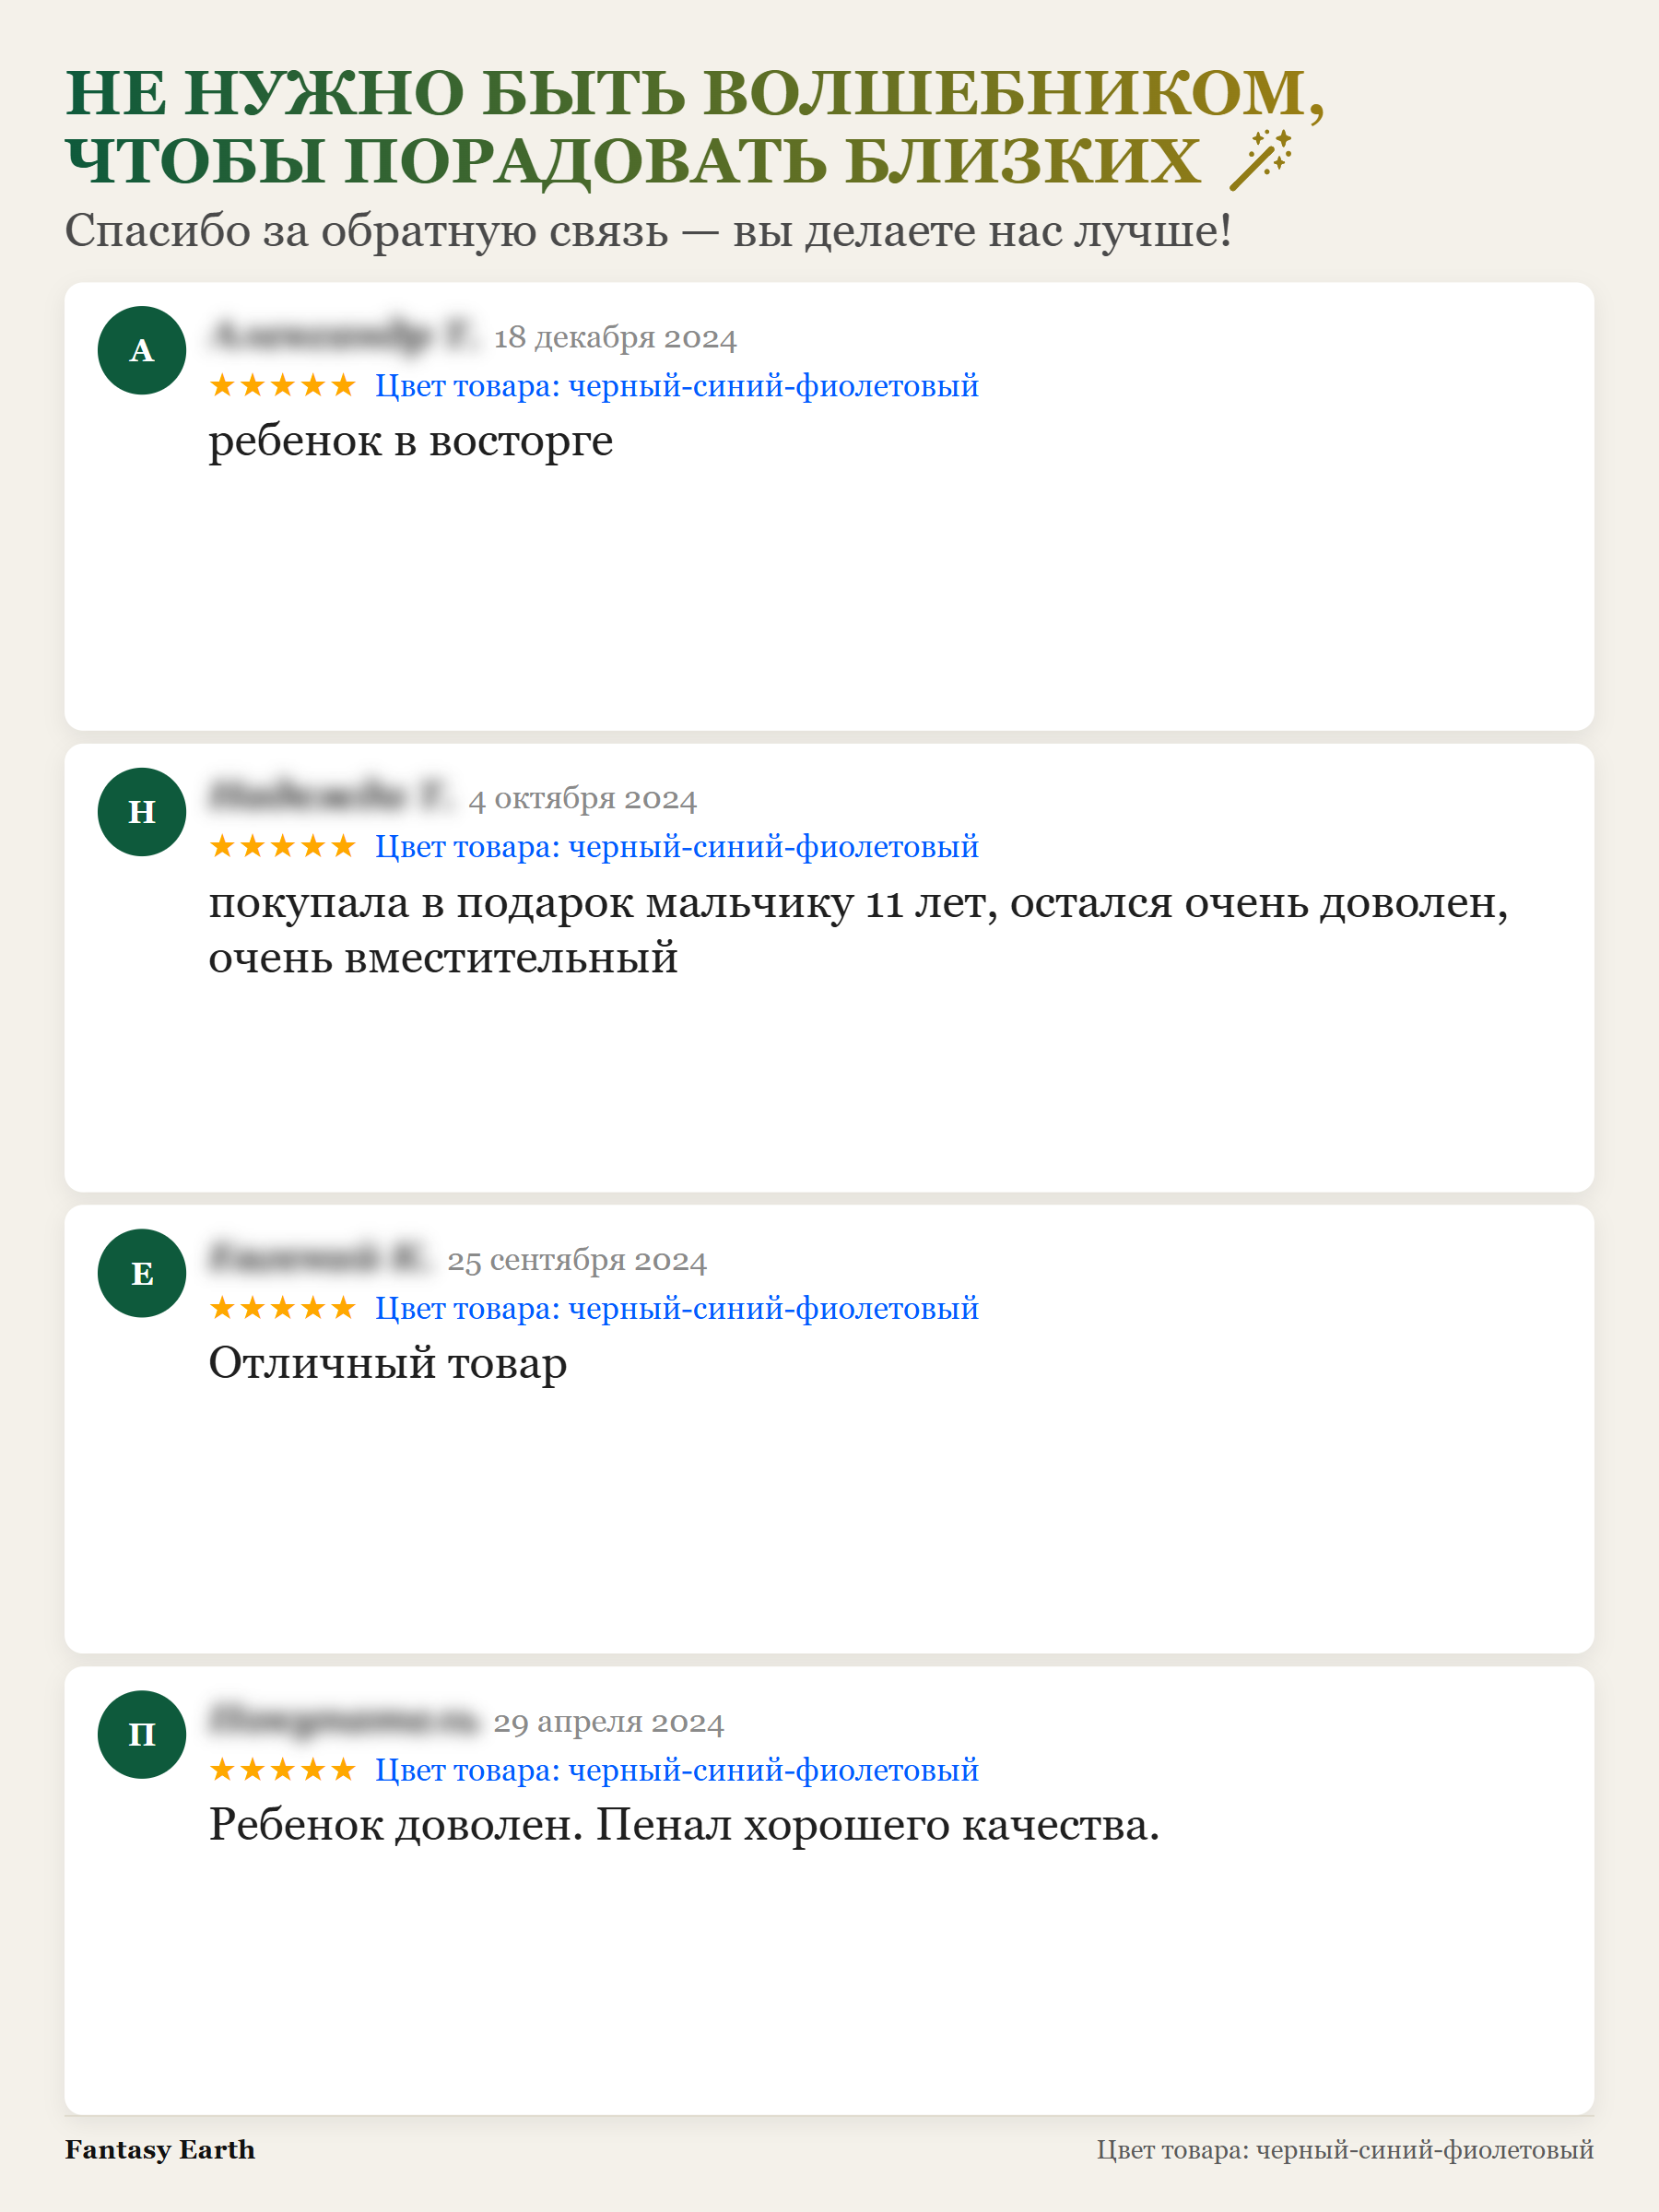 НЕ НУЖНО БЫТЬ ВОЛШЕБНИКОМ,
ЧТОБЫ ПОРАДОВАТЬ БЛИЗКИХ
Спасибо за обратную связь — вы делаете нас лучше!
А
18 декабря 2024
★★★★★ Цвет товара: черный-синий-фиолетовый
ребенок в восторге
Н
4 октября 2024
★★★★★ Цвет товара: черный-синий-фиолетовый
покупала в подарок мальчику 11 лет, остался очень доволен,
очень вместительный
Е
25 сентября 2024
★★★★★ Цвет товара: черный-синий-фиолетовый
Отличный товар
П
29 апреля 2024
★★★★★ Цвет товара: черный-синий-фиолетовый
Ребенок доволен. Пенал хорошего качества.
Fantasy Earth
Цвет товара: черный-синий-фиолетовый